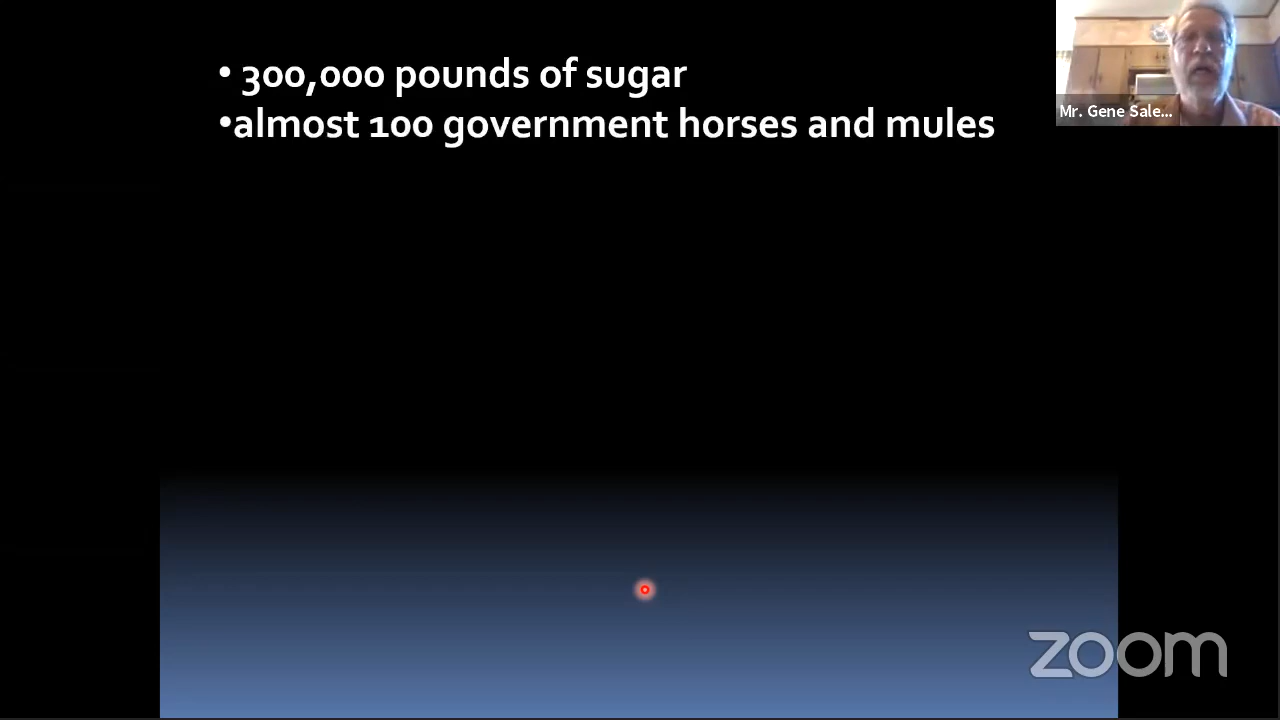 • 300,000 pounds of sugar
•almost 100 government horses and mules
Mr. Gene Sale...
zoom